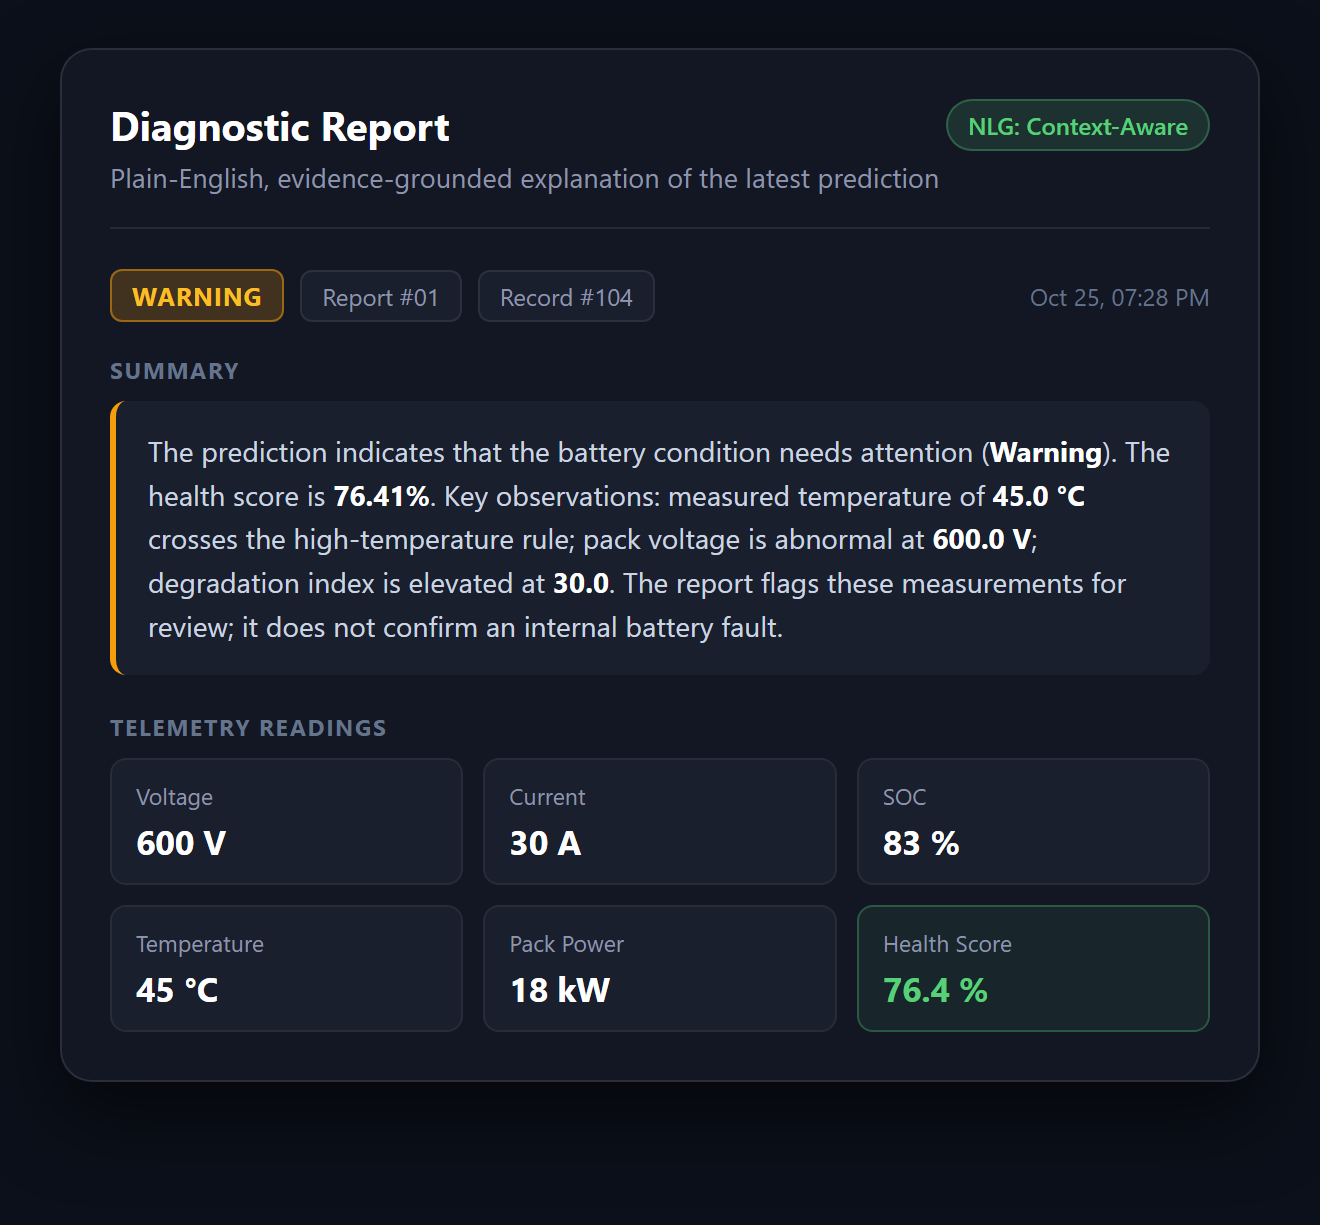 Diagnostic Report
NLG: Context-Aware
Plain-English, evidence-grounded explanation of the latest prediction
WARNING
Report #01
Record #104
Oct 25, 07:28 PM
SUMMARY
The prediction indicates that the battery condition needs attention (Warning). The
health score is 76.41%. Key observations: measured temperature of 45.0 °C
crosses the high-temperature rule; pack voltage is abnormal at 600.0 V;
degradation index is elevated at 30.0. The report flags these measurements for
review; it does not confirm an internal battery fault.
TELEMETRY READINGS
Voltage
600 V
Current
30 A
SOC
83 %
Temperature
45 °C
Pack Power
18 kW
Health Score
76.4 %